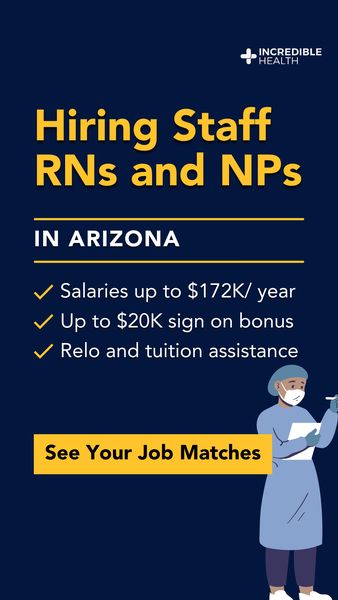 INCREDIBLE
HEALTH
Hiring Staff
RNs and NPs
IN ARIZONA
Salaries up to $172K/ year
Up to $20K sign on bonus
Relo and tuition assistance
See Your Job Matches